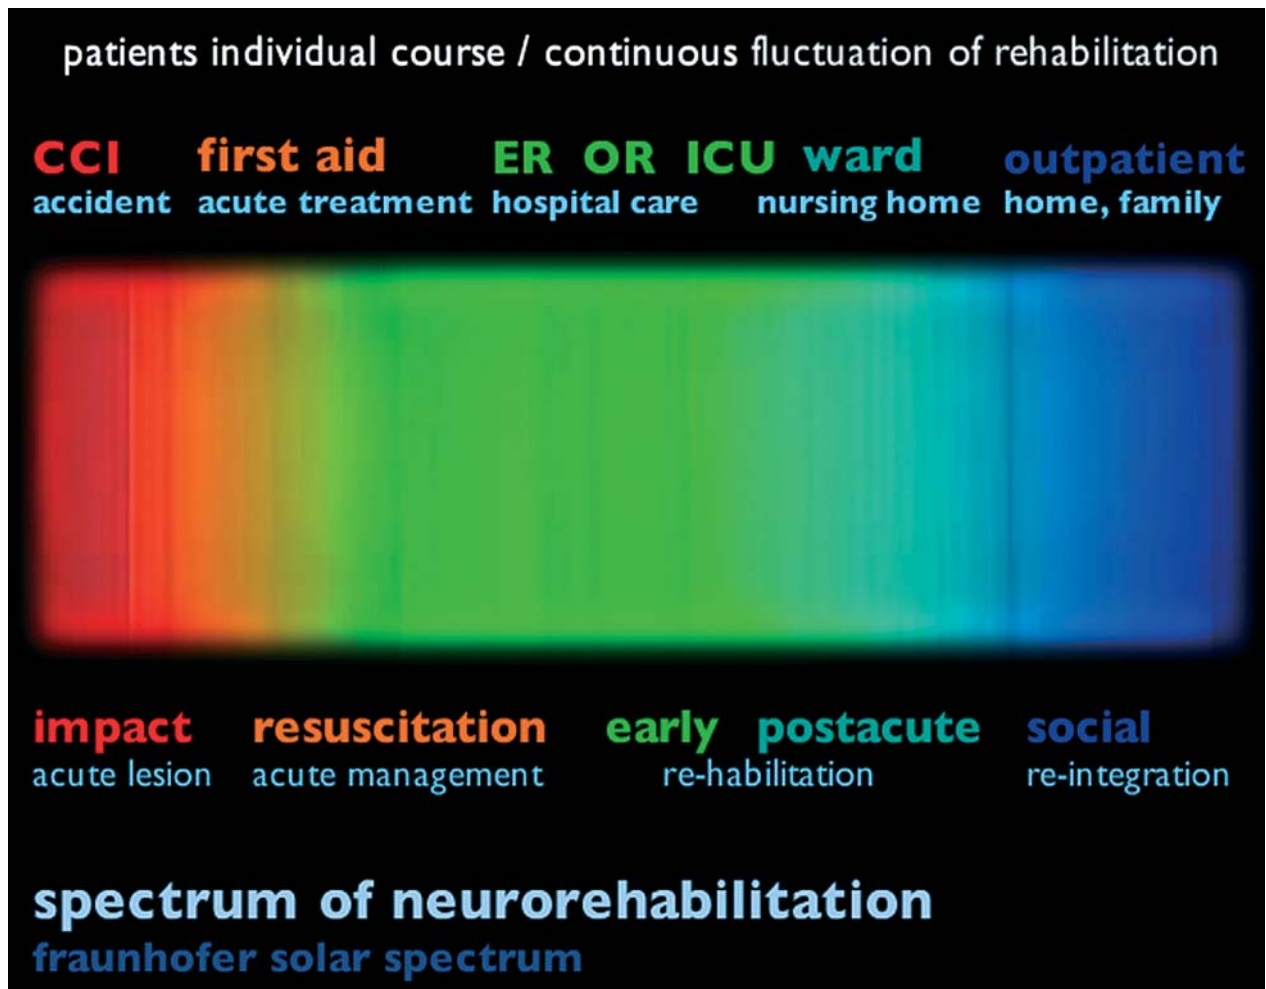 patients individual course / continuous fluctuation of rehabilitation
CCI first aid ER OR ICU ward outpatient
accident acute treatment hospital care nursing home home, family
impact resuscitation early postacute social
acute lesion acute management re-habilitation re-integration
spectrum of neurorehabilitation
fraunhofer solar spectrum